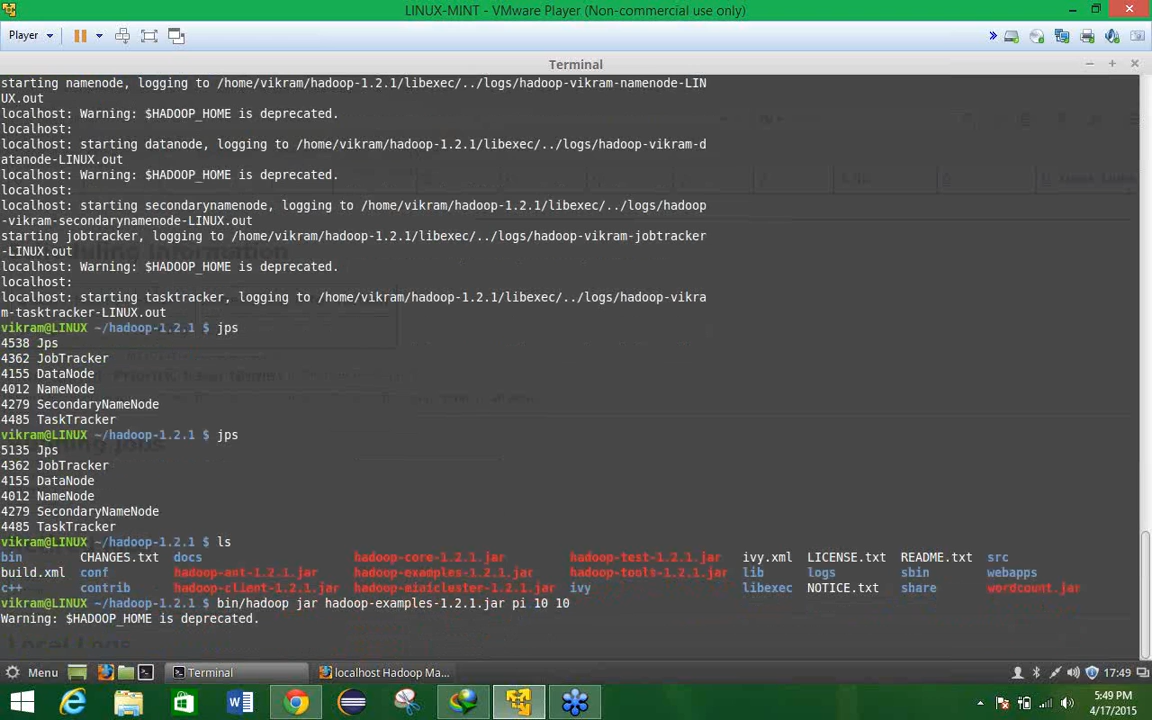 LINUX-MINT - VMware Player (Non-commercial use only)
Player
Terminal
starting namenode, logging to /home/vikram/hadoop-1.2.1/libexec/../logs/hadoop-vikram-namenode-LIN
UX.out
localhost: Warning: $HADOOP_HOME is deprecated.
localhost:
localhost: starting datanode, logging to /home/vikram/hadoop-1.2.1/libexec/../logs/hadoop-vikram-d
atanode-LINUX.out
localhost: Warning: $HADOOP_HOME is deprecated.
localhost:
localhost: starting secondarynamenode, logging to /home/vikram/hadoop-1.2.1/libexec/../logs/hadoop
-vikram-secondarynamenode-LINUX.out
starting jobtracker, logging to /home/vikram/hadoop-1.2.1/libexec/../logs/hadoop-vikram-jobtracker
-LINUX.out
localhost: Warning: $HADOOP_HOME is deprecated.
localhost:
localhost: starting tasktracker, logging to /home/vikram/hadoop-1.2.1/libexec/../logs/hadoop-vikra
m-tasktracker-LINUX.out
vikram@LINUX ~/hadoop-1.2.1 $ jps
4538 Jps
4362 JobTracker
4155 DataNode
4012 NameNode
4279 SecondaryNameNode
4485 TaskTracker
vikram@LINUX ~/hadoop-1.2.1 $ jps
5135 Jps
4362 JobTracker
4155 DataNode
4012 NameNode
4279 SecondaryNameNode
4485 TaskTracker
vikram@LINUX ~/hadoop-1.2.1 $ ls
bin CHANGES.txt docs hadoop-core-1.2.1.jar hadoop-test-1.2.1.jar ivy.xml LICENSE.txt README.txt src
build.xml conf hadoop-ant-1.2.1.jar hadoop-examples-1.2.1.jar hadoop-tools-1.2.1.jar lib logs sbin webapps
c++ contrib hadoop-client-1.2.1.jar hadoop-minicluster-1.2.1.jar ivy libexec NOTICE.txt share wordcount.jar
vikram@LINUX ~/hadoop-1.2.1 $ bin/hadoop jar hadoop-examples-1.2.1.jar pi 10 10
Warning: $HADOOP_HOME is deprecated.
Local Logs
Menu Terminal localhost Hadoop Ma... 17:49
5:49 PM
4/17/2015